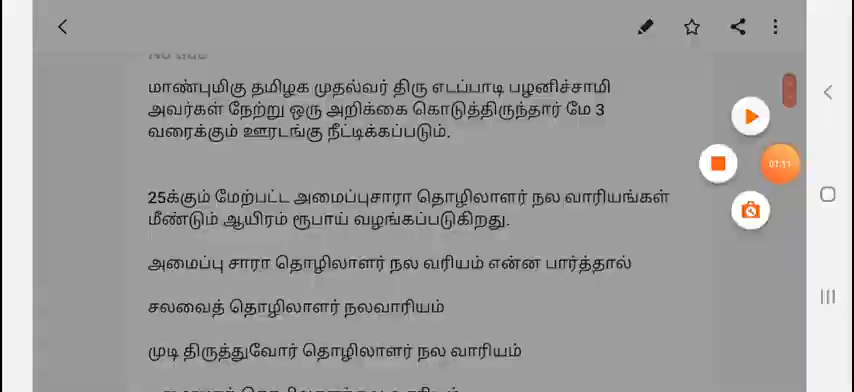 No title
மாண்புமிகு தமிழக முதல்வர் திரு எடப்பாடி பழனிச்சாமி
அவர்கள் நேற்று ஒரு அறிக்கை கொடுத்திருந்தார் மே 3
வரைக்கும் ஊரடங்கு நீட்டிக்கப்படும்.
25க்கும் மேற்பட்ட அமைப்புசாரா தொழிலாளர் நல வாரியங்கள்
மீண்டும் ஆயிரம் ரூபாய் வழங்கப்படுகிறது.
அமைப்பு சாரா தொழிலாளர் நல வரியம் என்ன பார்த்தால்
சலவைத் தொழிலாளர் நலவாரியம்
முடி திருத்துவோர் தொழிலாளர் நல வாரியம்
01:11